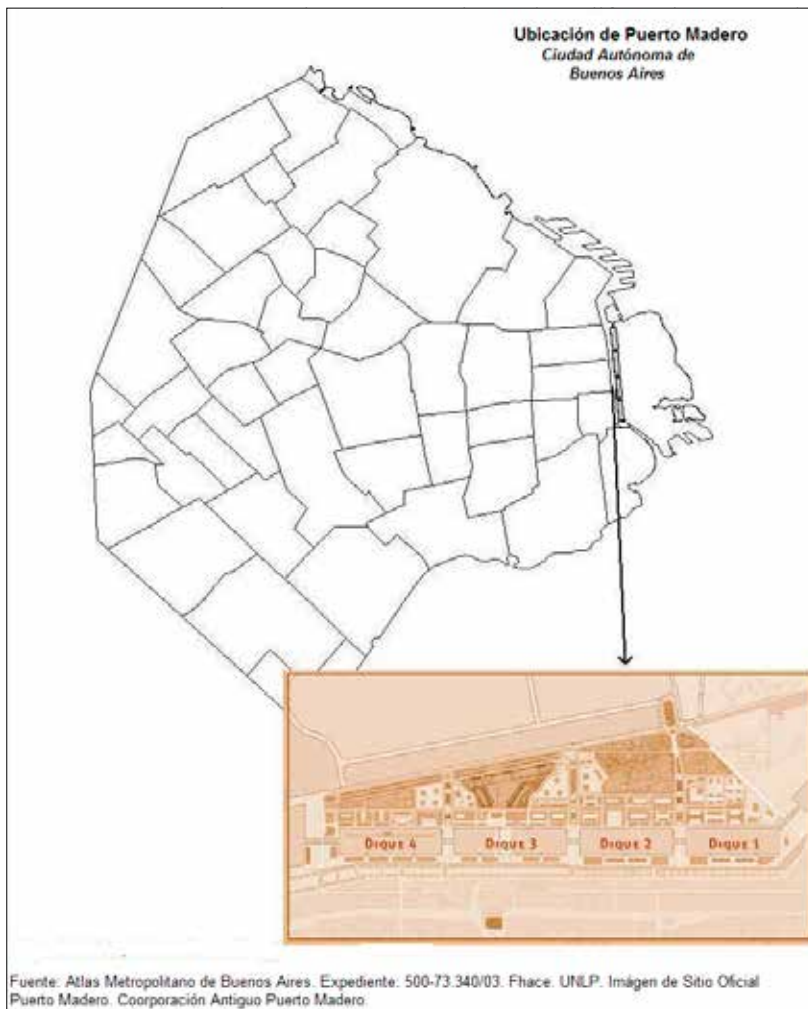 Ubicación de Puerto Madero
Ciudad Autónoma de
Buenos Aires
DIQUE 4
DIQUE 3
DIQUE 2
DIQUE 1
Fuente: Atlas Metropolitano de Buenos Aires. Expediente: 500-73.340/03. Fhace. UNLP. Imágen de Sitio Oficial
Puerto Madero. Coorporación Antiguo Puerto Madero.